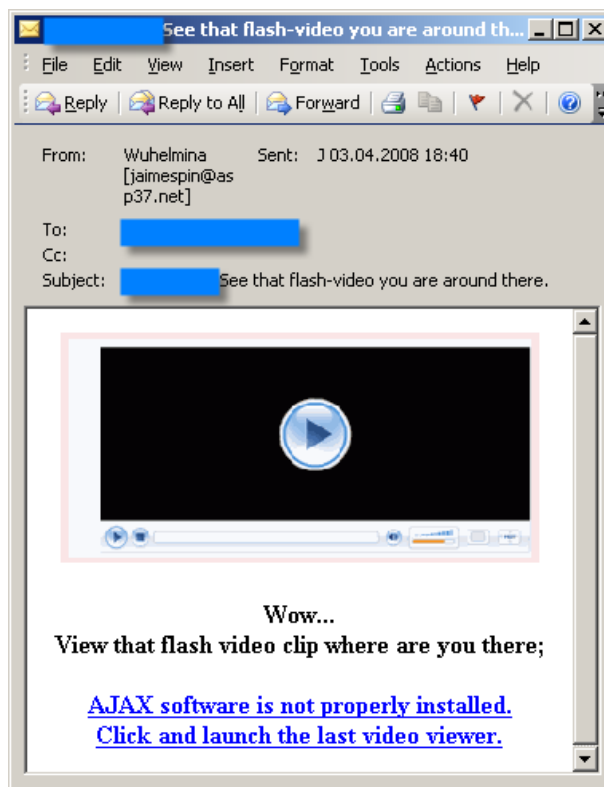 See that flash-video you are around th...
File Edit View Insert Format Tools Actions Help
Reply Reply to All Forward
From: Wuhelmina Sent: J 03.04.2008 18:40
[jaimespin@as
p37.net]
To:
Cc:
Subject: See that flash-video you are around there.
Wow...
View that flash video clip where are you there;
AJAX software is not properly installed.
Click and launch the last video viewer.